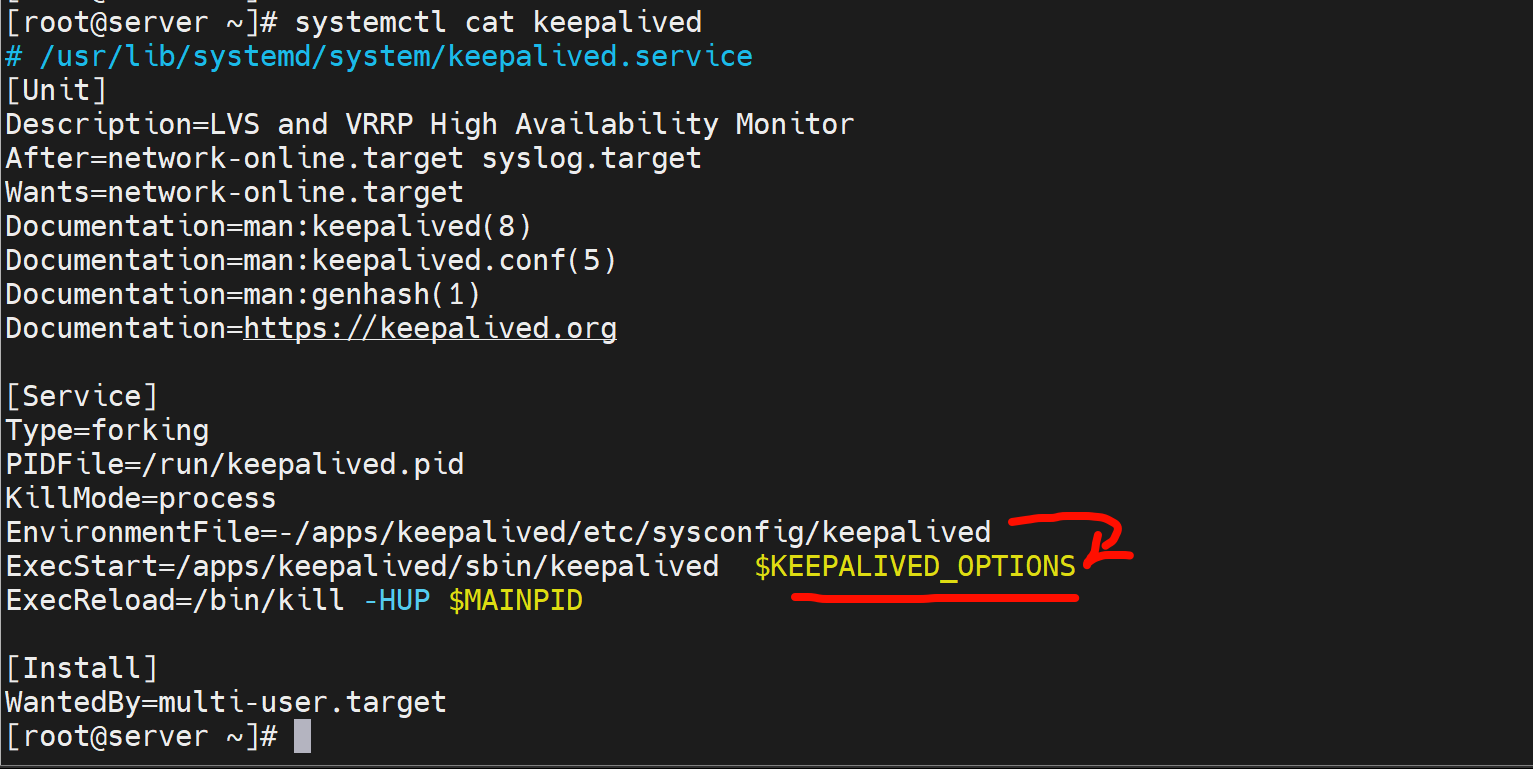 [root@server ~]# systemctl cat keepalived
# /usr/lib/systemd/system/keepalived.service
[Unit]
Description=LVS and VRRP High Availability Monitor
After=network-online.target syslog.target
Wants=network-online.target
Documentation=man:keepalived(8)
Documentation=man:keepalived.conf(5)
Documentation=man:genhash(1)
Documentation=https://keepalived.org

[Service]
Type=forking
PIDFile=/run/keepalived.pid
KillMode=process
EnvironmentFile=-/apps/keepalived/etc/sysconfig/keepalived
ExecStart=/apps/keepalived/sbin/keepalived  $KEEPALIVED_OPTIONS
ExecReload=/bin/kill -HUP $MAINPID

[Install]
WantedBy=multi-user.target
[root@server ~]#